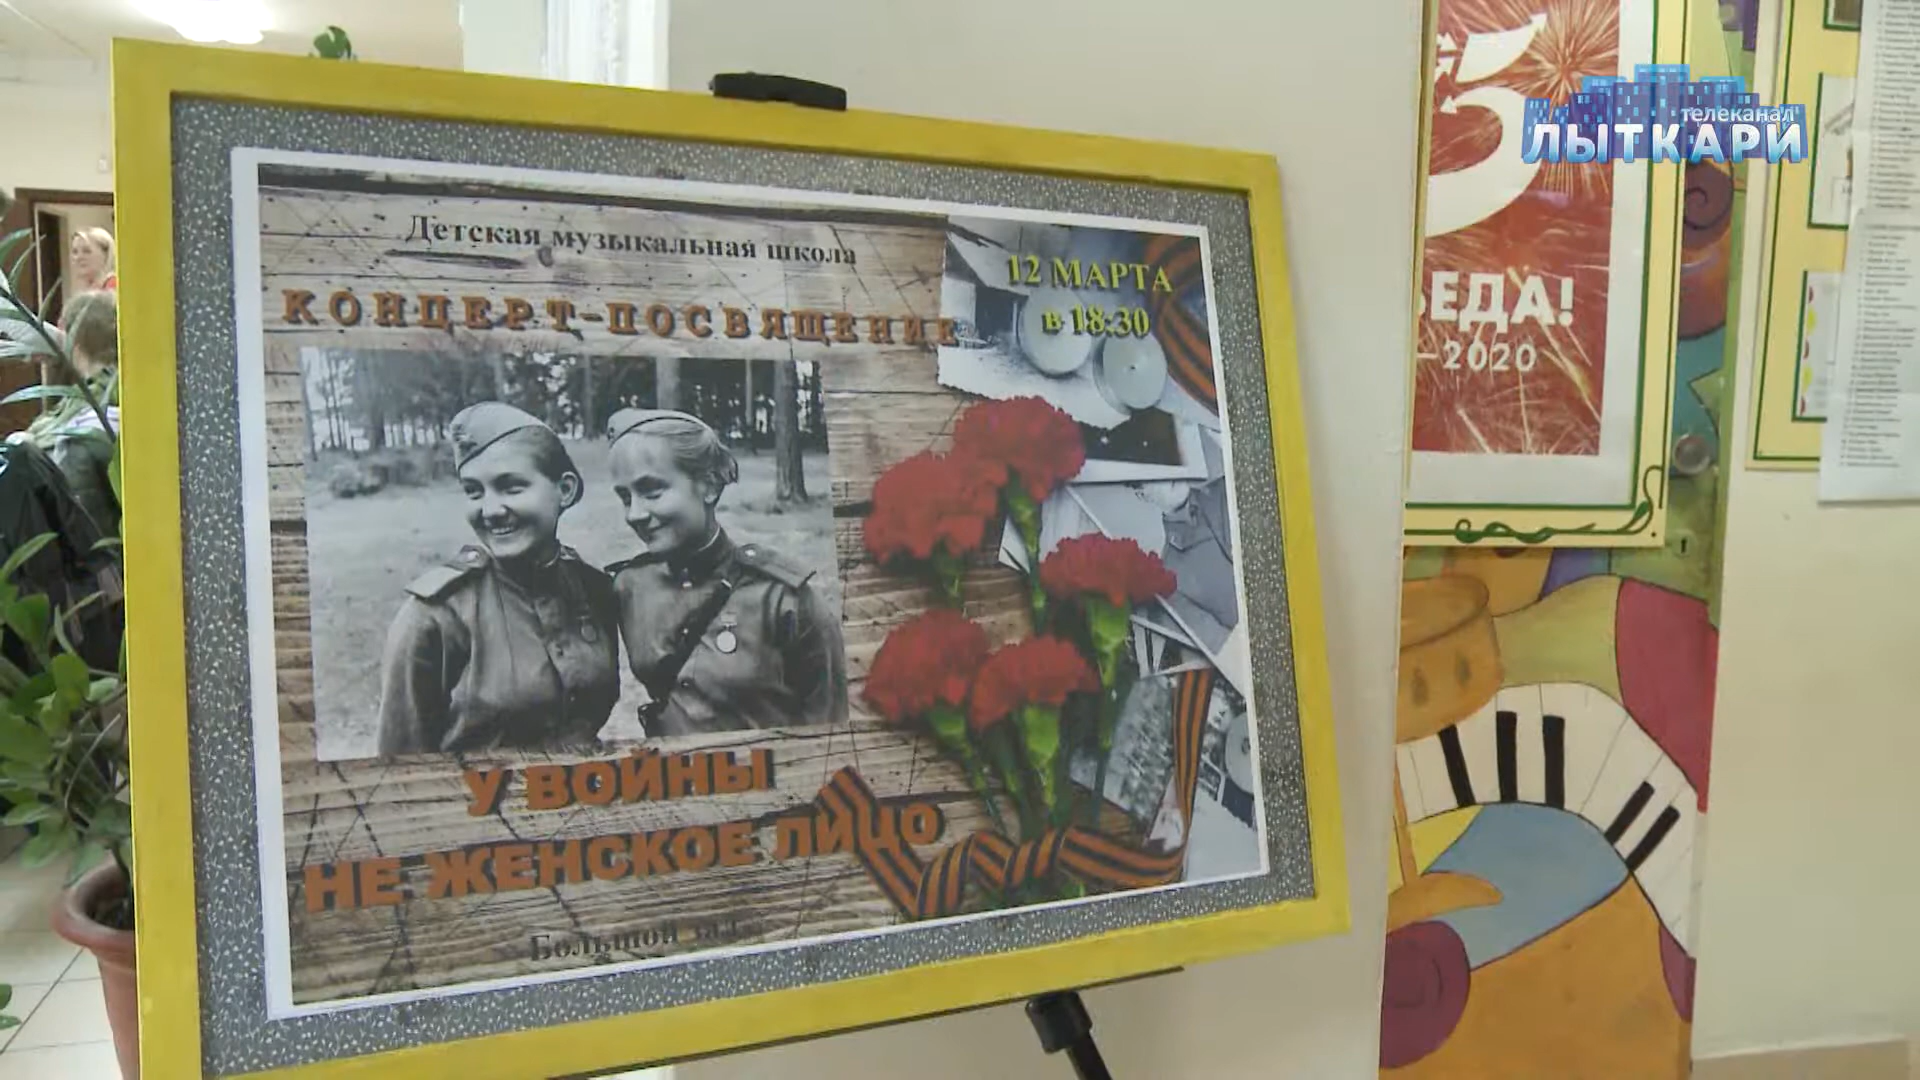 Детская музыкальная школа
КОНЦЕРТ-ПОСВЯЩЕНИЕ
12 МАРТА
в 18:30
У ВОЙНЫ
НЕ ЖЕНСКОЕ ЛИЦО
Большой зал
телеканал
ЛЫТКАРИ
5
ЕДА!
–2020